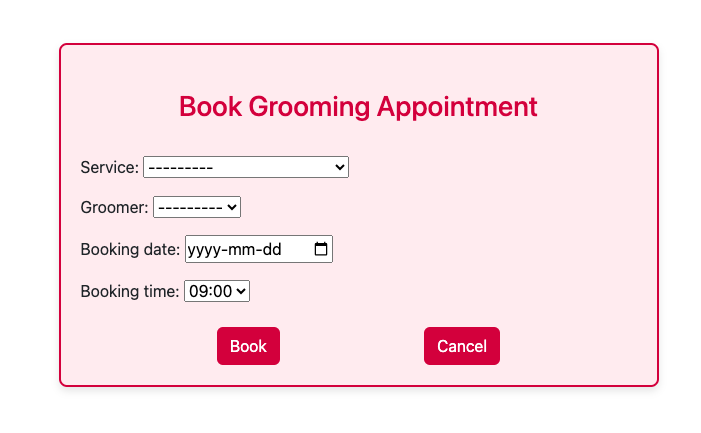 Book Grooming Appointment
Service: ---------
Groomer: ---------
Booking date: yyyy-mm-dd
Booking time: 09:00
Book Cancel